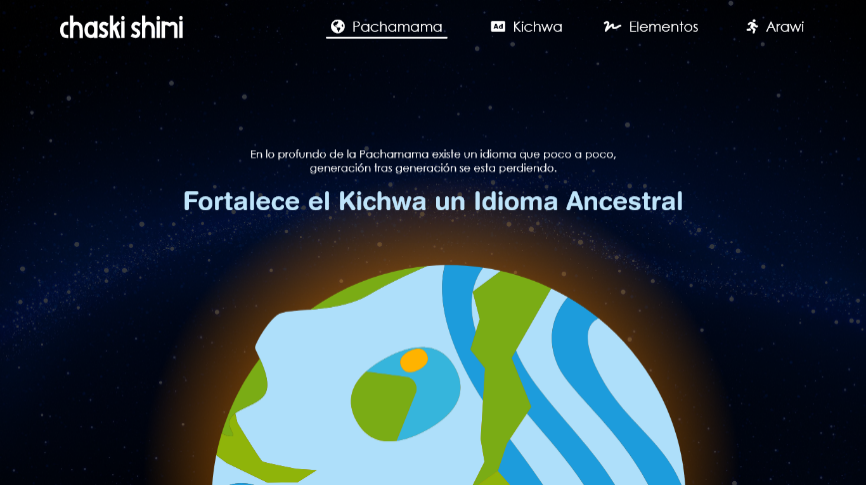 chaski shimi
Pachamama
Ad Kichwa
Elementos
Arawi
En lo profundo de la Pachamama existe un idioma que poco a poco,
generación tras generación se esta perdiendo.
Fortalece el Kichwa un Idioma Ancestral